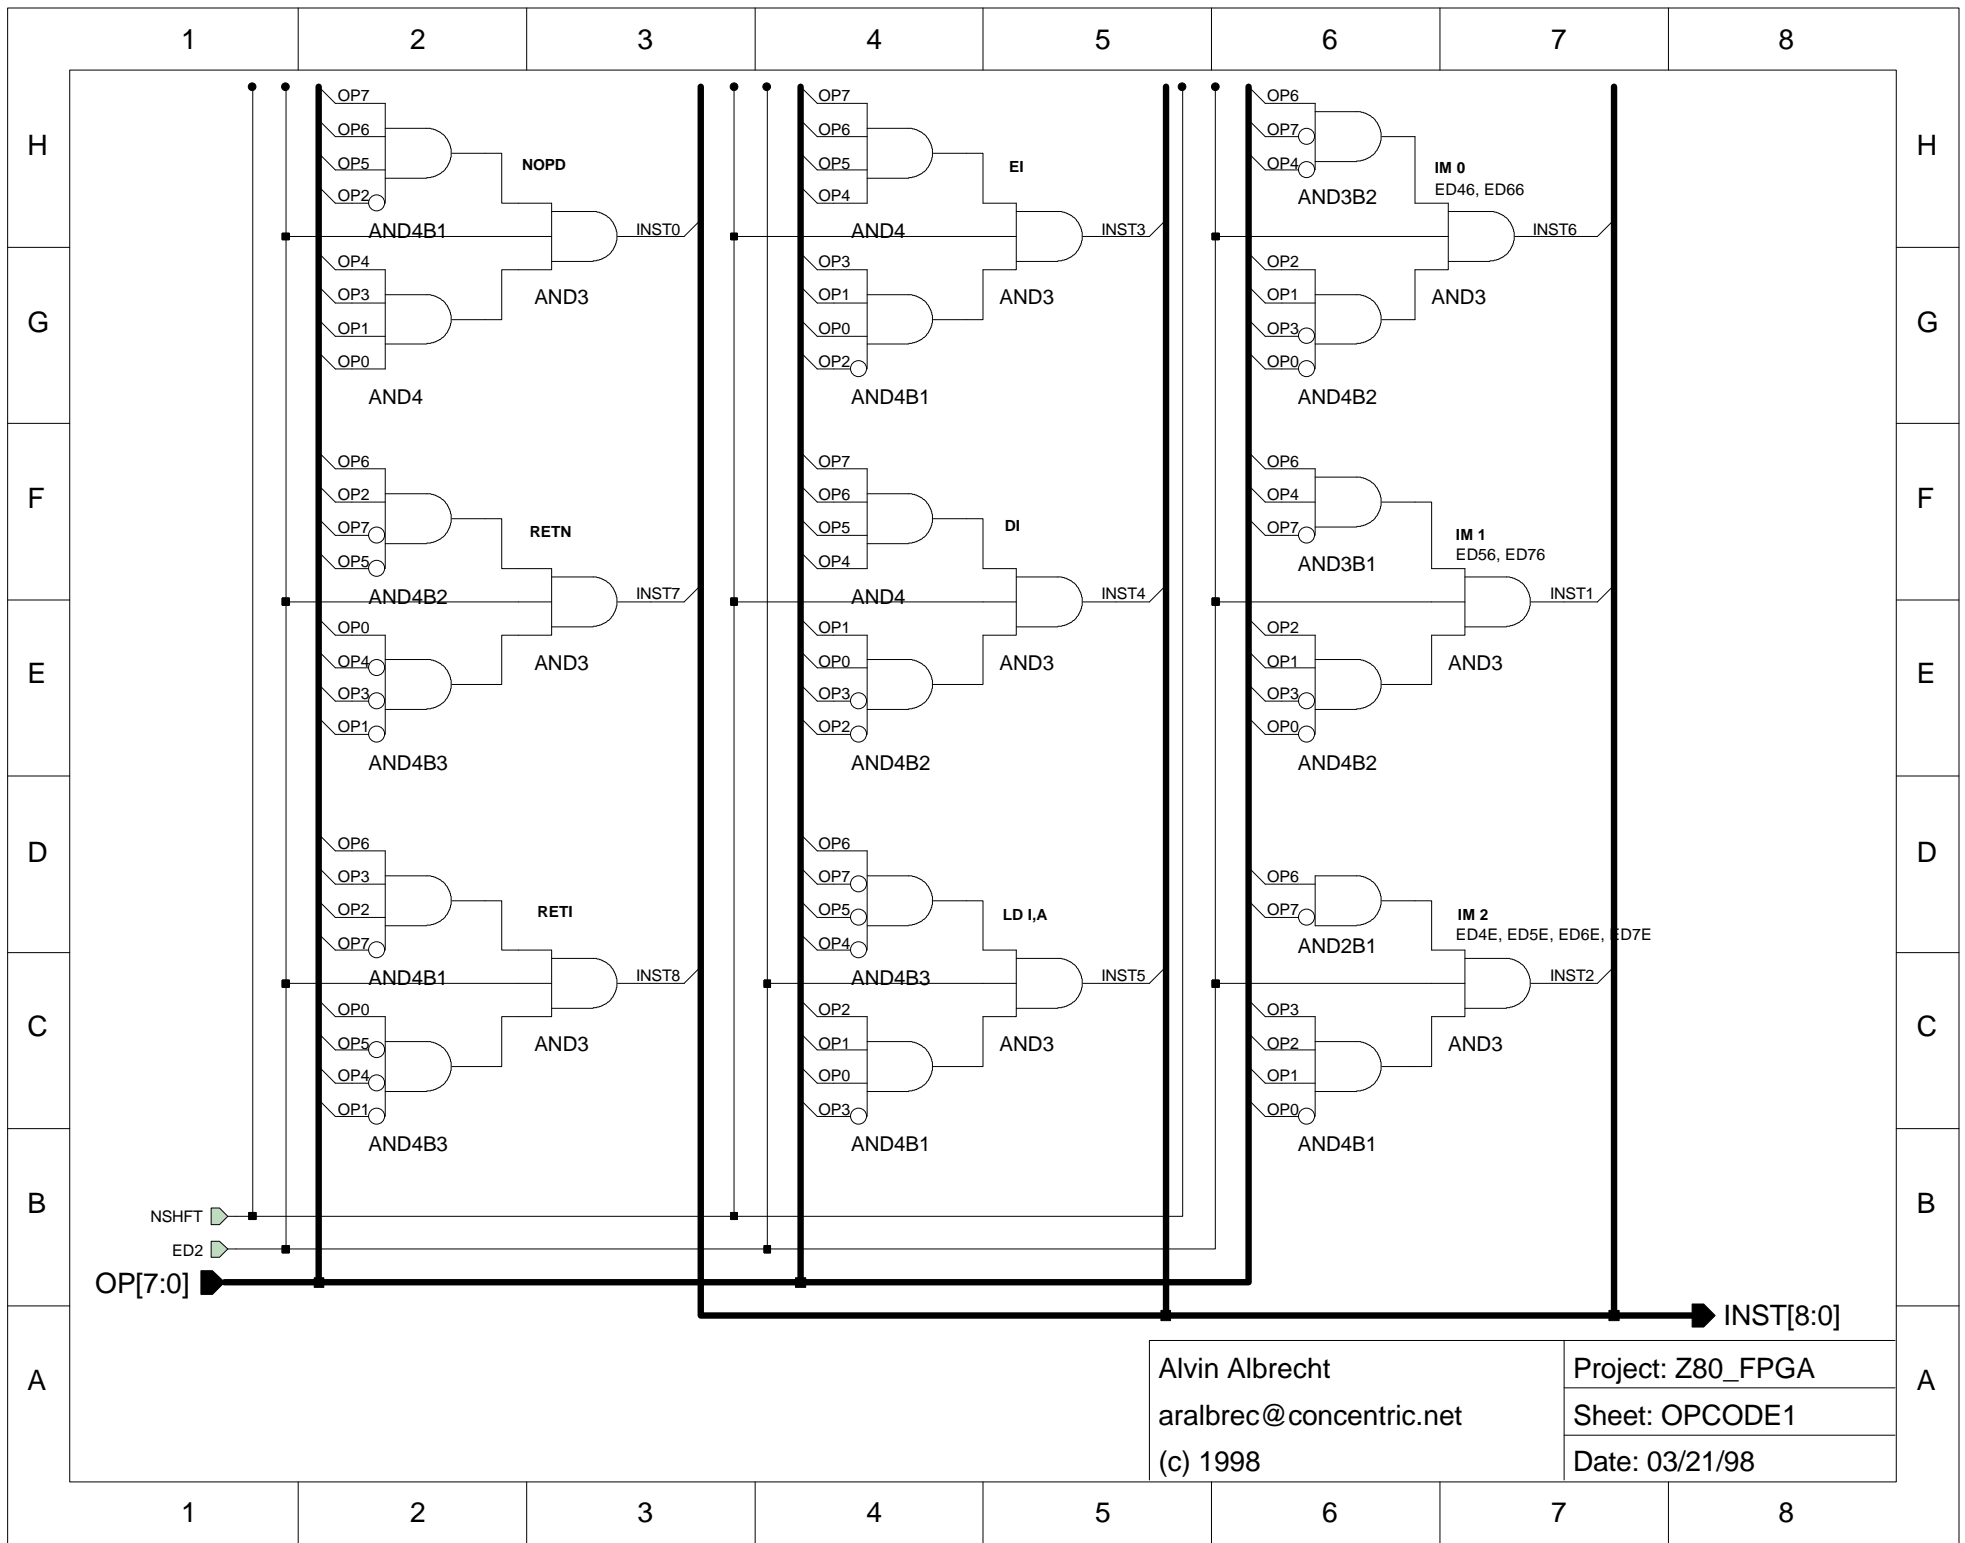 1 2 3 4 5 6 7 8
H
H
G
G
F
F
E
E
D
D
C
C
B
B
A
A
OP7
OP6
OP5
OP2
AND4B1
NOPD
INST0
OP4
OP3
OP1
OP0
AND4
AND3
OP6
OP2
OP7
OP5
AND4B2
RETN
INST7
OP0
OP4
OP3
OP1
AND4B3
AND3
OP6
OP3
OP2
OP7
AND4B1
RETI
INST8
OP0
OP5
OP4
OP1
AND4B3
AND3
OP7
OP6
OP5
OP4
AND4
EI
INST3
OP3
OP1
OP0
OP2
AND4B1
AND3
OP7
OP6
OP5
OP4
AND4
DI
INST4
OP1
OP0
OP3
OP2
AND4B2
AND3
OP6
OP7
OP5
OP4
AND4B3
LD I,A
INST5
OP2
OP1
OP0
OP3
AND4B1
AND3
OP6
OP7
OP4
AND3B2
IM 0
ED46, ED66
INST6
OP2
OP1
OP3
OP0
AND4B2
AND3
OP6
OP4
OP7
AND3B1
IM 1
ED56, ED76
INST1
OP2
OP1
OP3
OP0
AND4B2
AND3
OP6
OP7
AND2B1
IM 2
ED4E, ED5E, ED6E, ED7E
INST2
OP3
OP2
OP1
OP0
AND4B1
AND3
NSHFT
ED2
OP[7:0]
INST[8:0]
Alvin Albrecht
aralbrec@concentric.net
(c) 1998
Project: Z80_FPGA
Sheet: OPCODE1
Date: 03/21/98
1 2 3 4 5 6 7 8